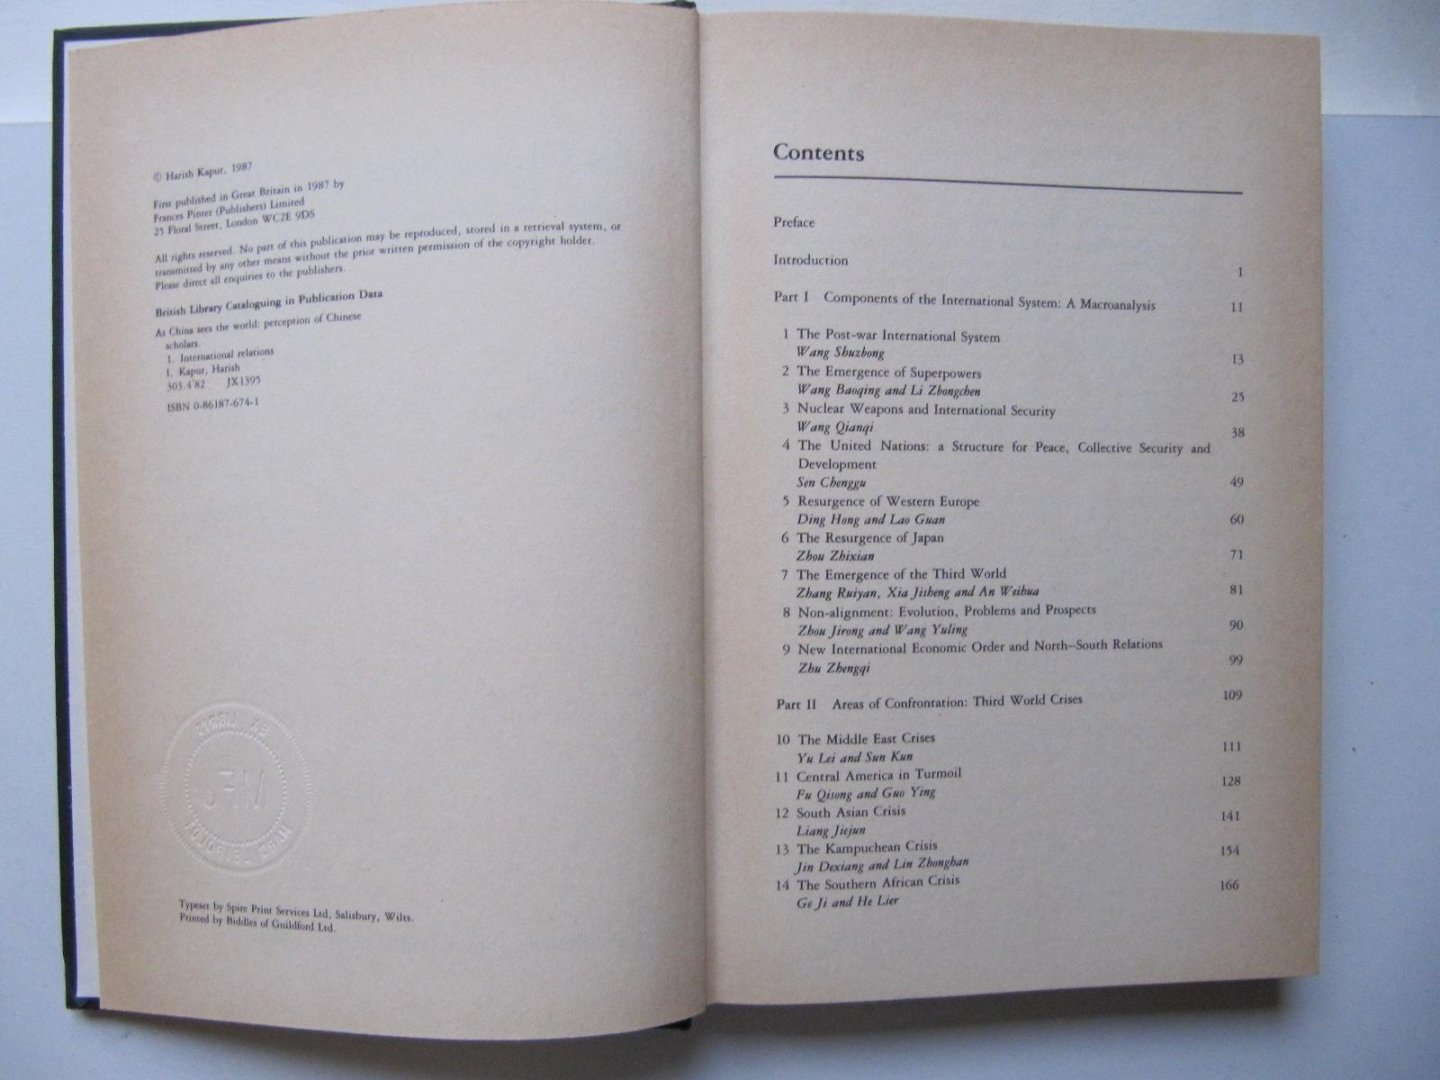 © Harish Kapur, 1987
First published in Great Britain in 1987 by
Frances Pinter (Publishers) Limited
25 Floral Street, London WC2E 9DS
All rights reserved. No part of this publication may be reproduced, stored in a retrieval system, or
transmitted by any other means without the prior written permission of the copyright holder.
Please direct all enquiries to the publishers.
British Library Cataloguing in Publication Data
As China sees the world: perception of Chinese
scholars.
1. International relations
I. Kapur, Harish
303.4'82 JX1395
ISBN 0-86187-674-1
Typeset by Spire Print Services Ltd, Salisbury, Wilts.
Printed by Biddles of Guildford Ltd.
Contents
Preface
Introduction 1
Part I Components of the International System: A Macroanalysis 11
1 The Post-war International System
Wang Shuzhong 13
2 The Emergence of Superpowers
Wang Baoqing and Li Zhongchen 25
3 Nuclear Weapons and International Security
Wang Qianqi 38
4 The United Nations: a Structure for Peace, Collective Security and
Development
Sen Chenggu 49
5 Resurgence of Western Europe
Ding Hong and Lao Guan 60
6 The Resurgence of Japan
Zhou Zhixian 71
7 The Emergence of the Third World
Zhang Ruiyan, Xia Jisheng and An Weihua 81
8 Non-alignment: Evolution, Problems and Prospects
Zhou Jirong and Wang Yuling 90
9 New International Economic Order and North–South Relations
Zhu Zhengqi 99
Part II Areas of Confrontation: Third World Crises 109
10 The Middle East Crises
Yu Lei and Sun Kun 111
11 Central America in Turmoil
Fu Qisong and Guo Ying 128
12 South Asian Crisis
Liang Jiejun 141
13 The Kampuchean Crisis
Jin Dexiang and Lin Zhonghan 154
14 The Southern African Crisis
Ge Ji and He Lier 166